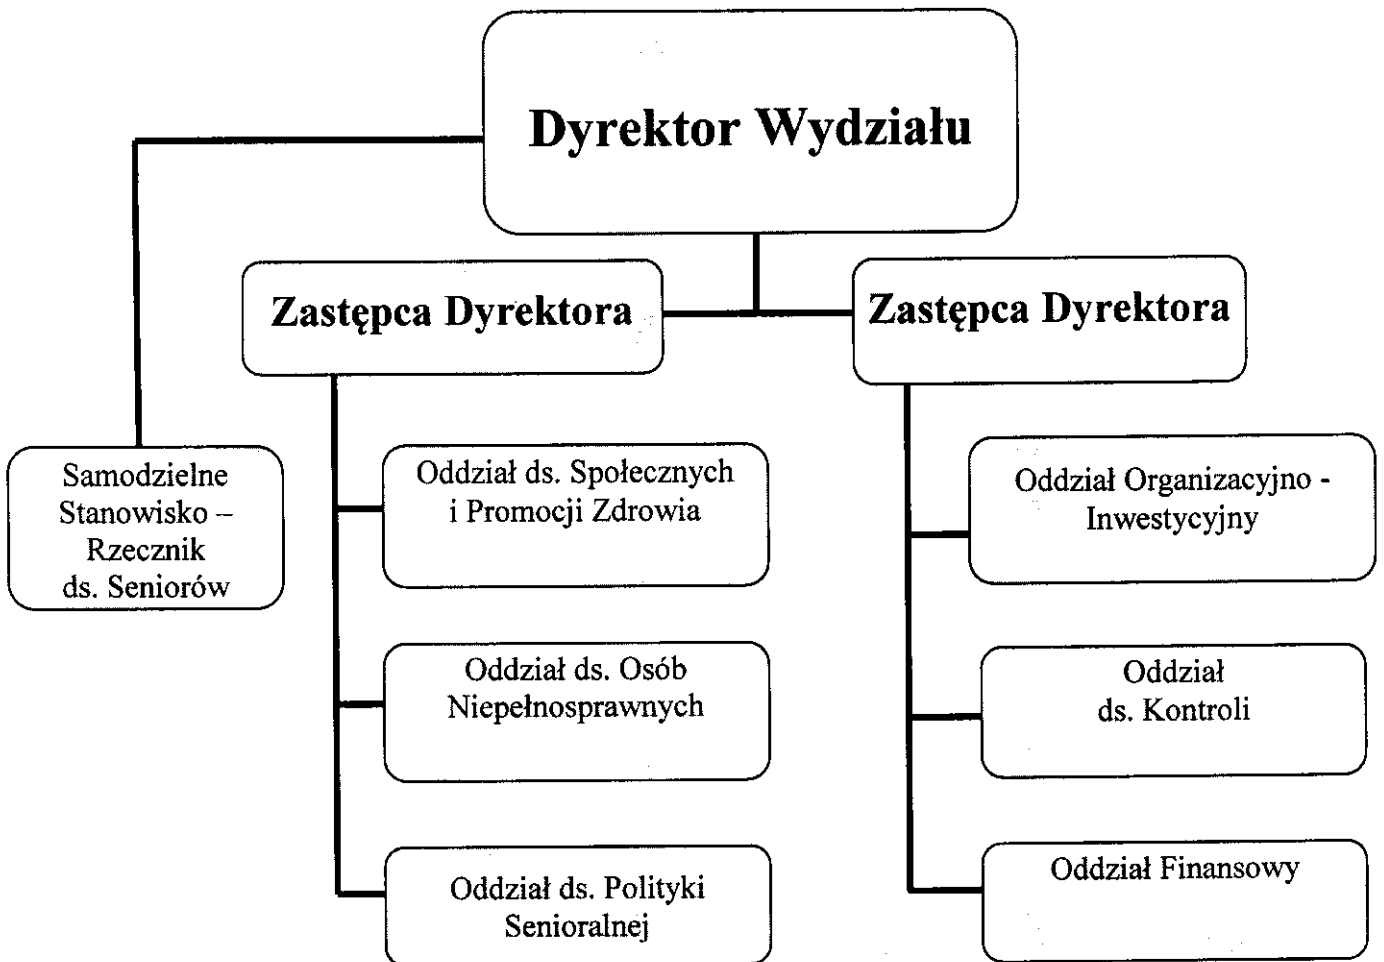 Dyrektor Wydziału
Zastępca Dyrektora
Zastępca Dyrektora
Samodzielne
Stanowisko –
Rzecznik
ds. Seniorów
Oddział ds. Społecznych
i Promocji Zdrowia
Oddział ds. Osób
Niepełnosprawnych
Oddział ds. Polityki
Senioralnej
Oddział Organizacyjno -
Inwestycyjny
Oddział
ds. Kontroli
Oddział Finansowy